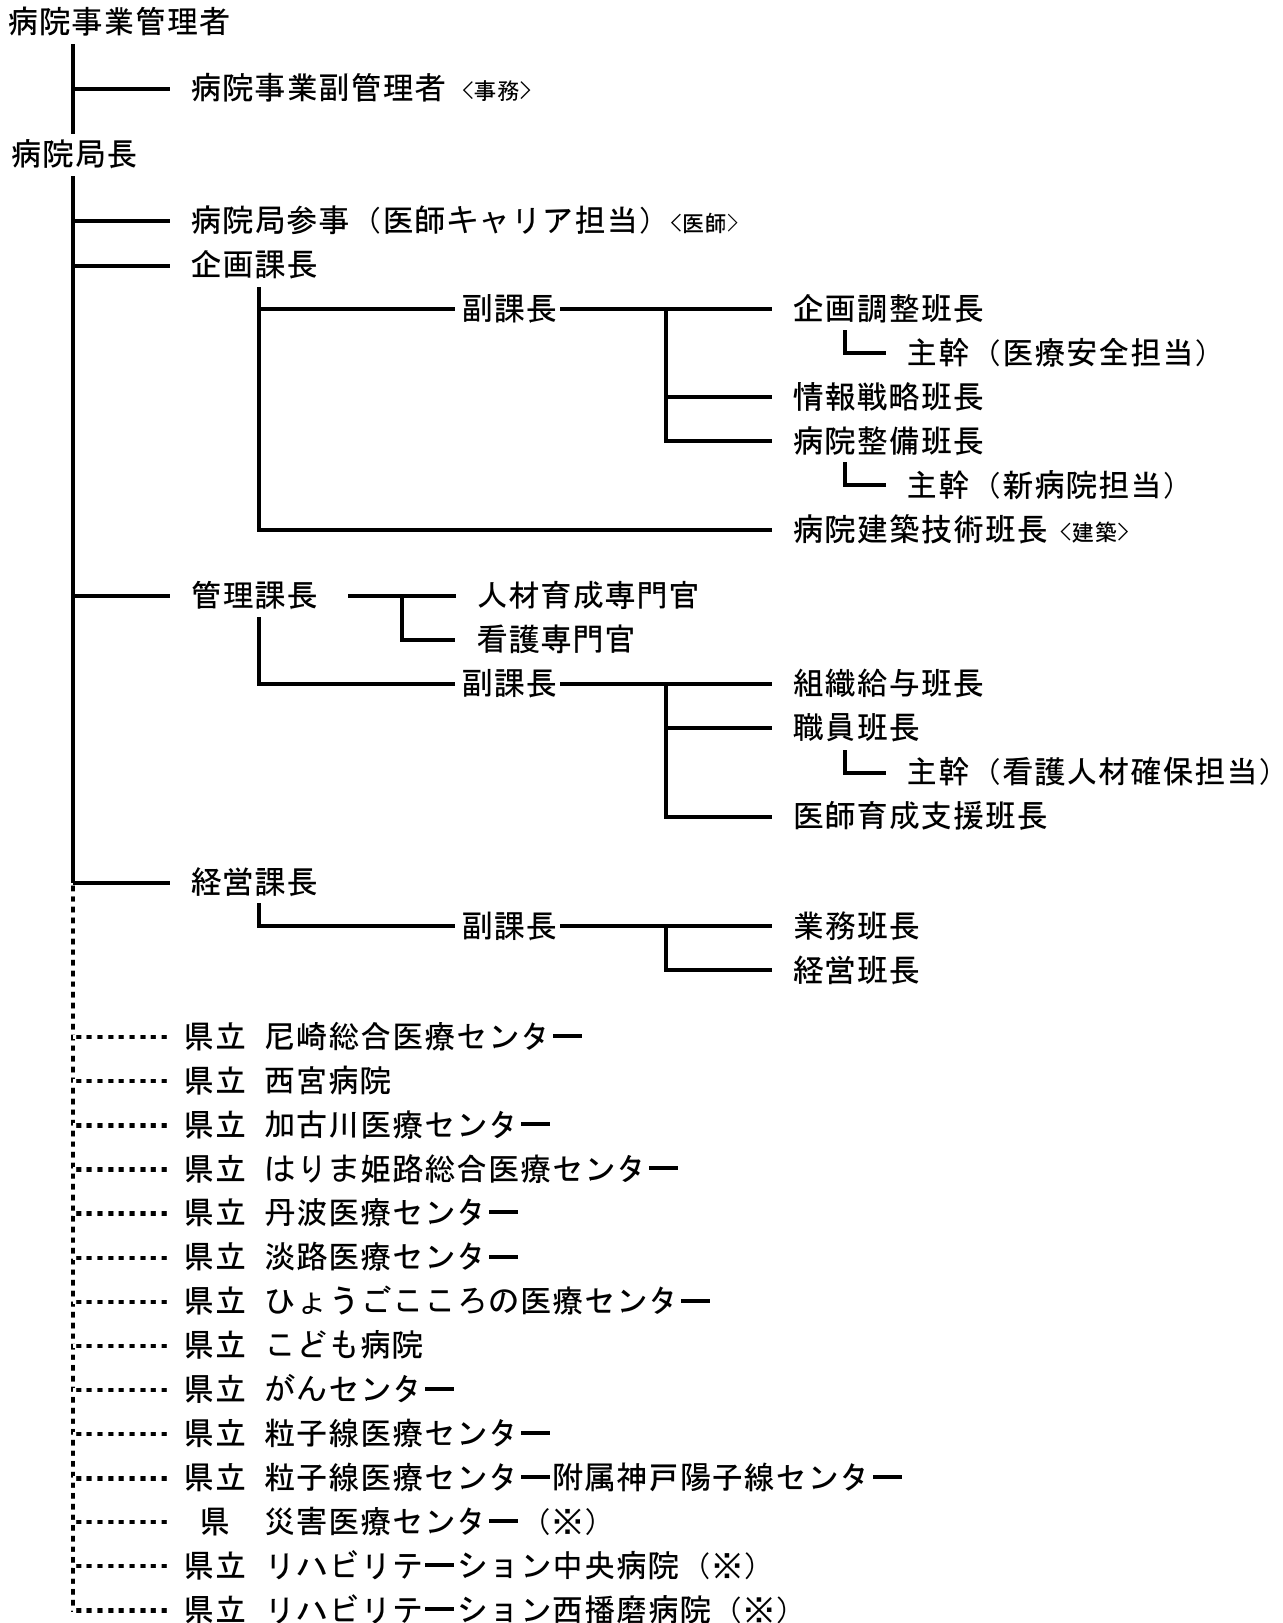 病院事業管理者
病院事業副管理者 <事務>
病院局長
病院局参事（医師キャリア担当）<医師>
企画課長
副課長 企画調整班長
主幹（医療安全担当）
情報戦略班長
病院整備班長
主幹（新病院担当）
病院建築技術班長 <建築>
管理課長 人材育成専門官
看護専門官
副課長 組織給与班長
職員班長
主幹（看護人材確保担当）
医師育成支援班長
経営課長
副課長 業務班長
経営班長
県立 尼崎総合医療センター
県立 西宮病院
県立 加古川医療センター
県立 はりま姫路総合医療センター
県立 丹波医療センター
県立 淡路医療センター
県立 ひょうごこころの医療センター
県立 こども病院
県立 がんセンター
県立 粒子線医療センター
県立 粒子線医療センター附属神戸陽子線センター
県 災害医療センター（※）
県立 リハビリテーション中央病院（※）
県立 リハビリテーション西播磨病院（※）